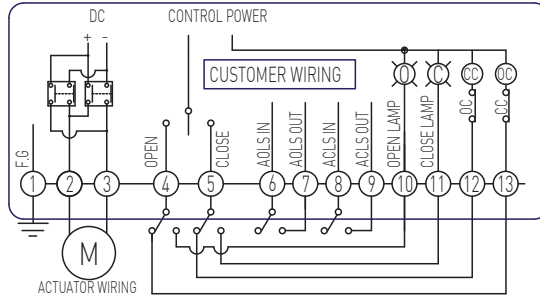 DC
CONTROL POWER
+ -
O
C
CC
OC
CUSTOMER WIRING
F.G
OPEN
CLOSE
AOLS IN
AOLS OUT
ACLS IN
ACLS OUT
OPEN LAMP
CLOSE LAMP
OC
CC
1 2 3 4 5 6 7 8 9 10 11 12 13
M
ACTUATOR WIRING